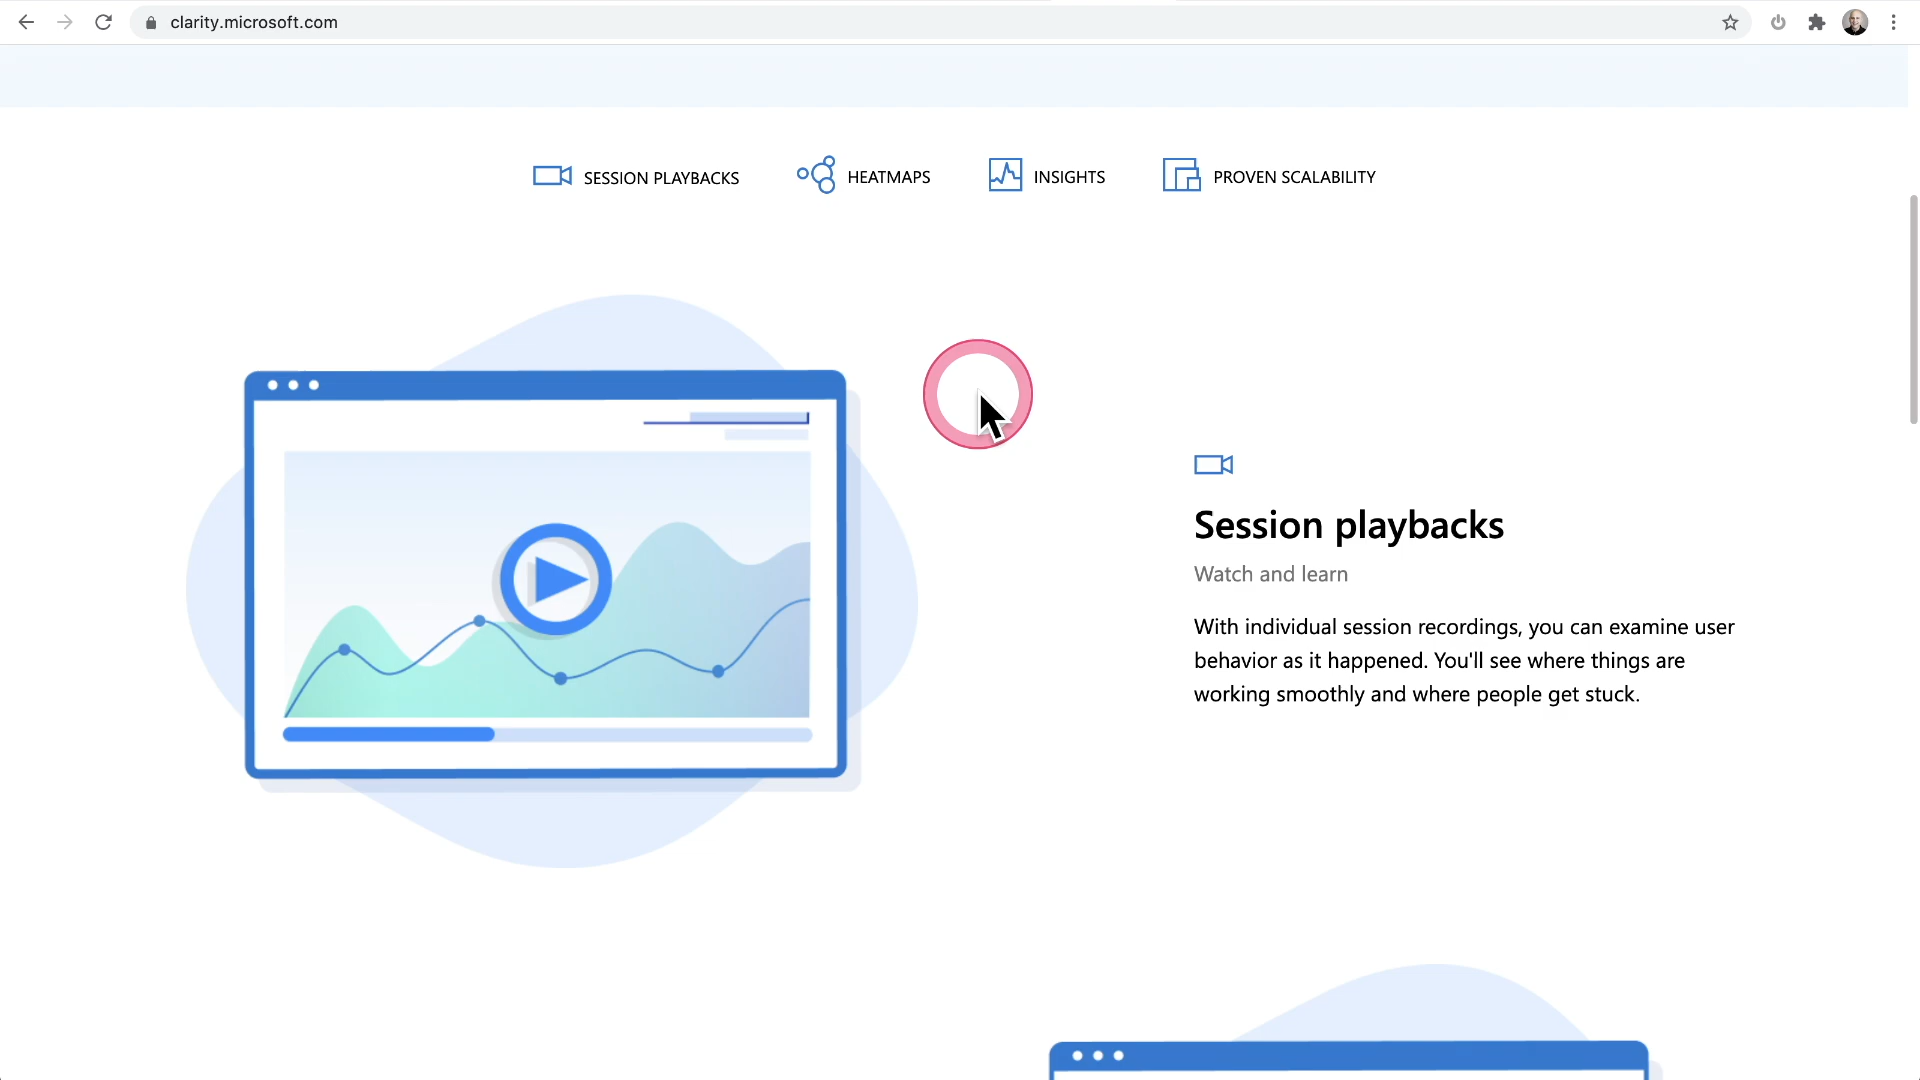 clarity.microsoft.com
SESSION PLAYBACKS
HEATMAPS
INSIGHTS
PROVEN SCALABILITY
Session playbacks
Watch and learn
With individual session recordings, you can examine user
behavior as it happened. You'll see where things are
working smoothly and where people get stuck.